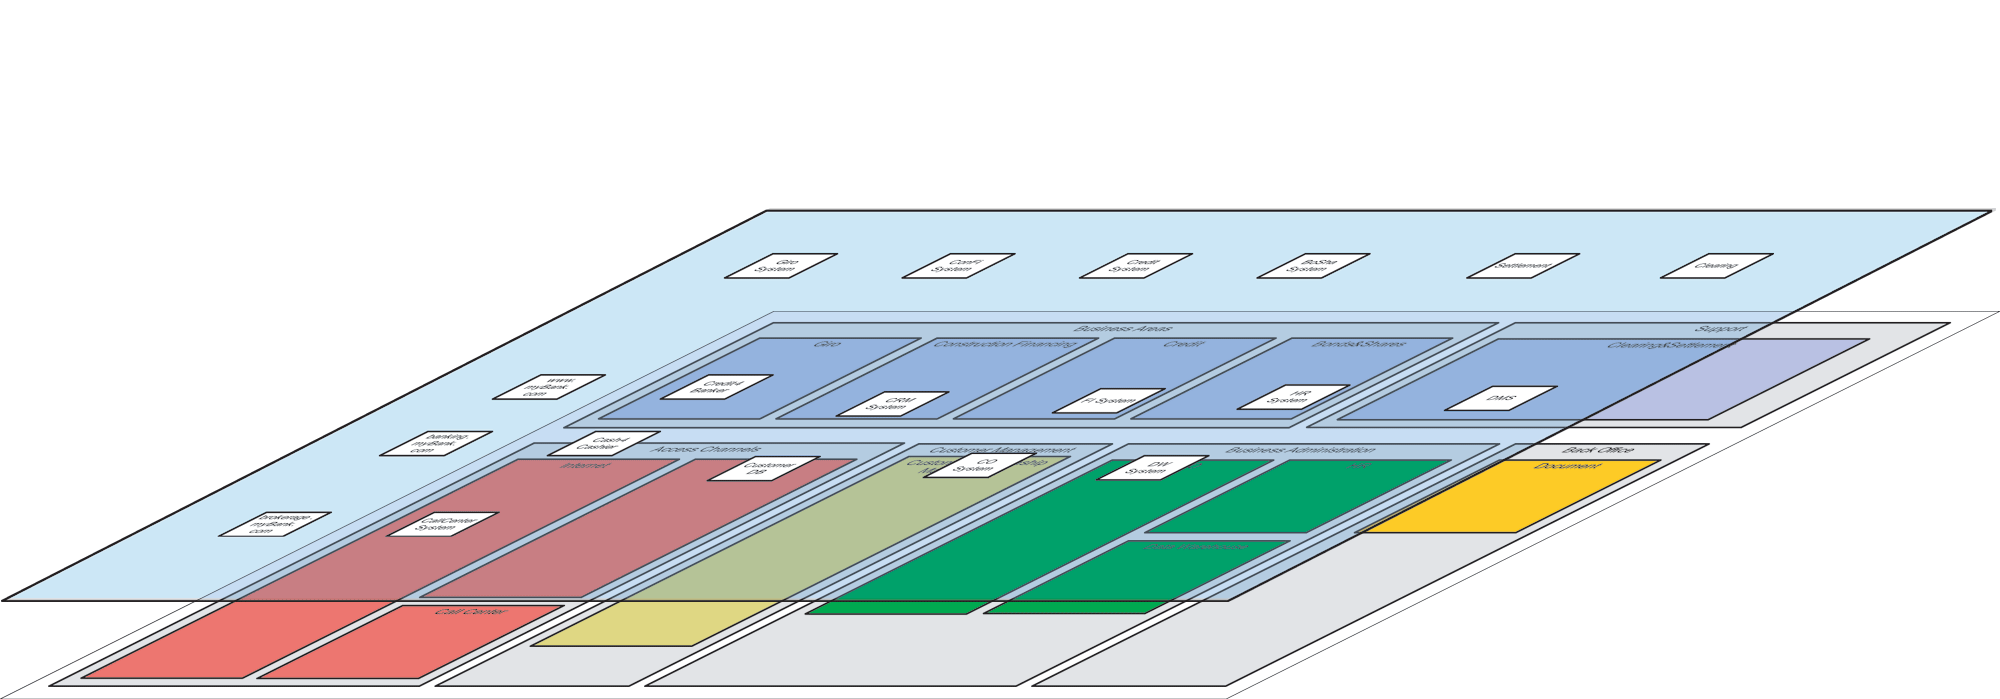 Giro
System
ConFi
System
Credit
System
BoSha
System
Settlement
Clearing
Business Areas
Support
Giro
Construction Financing
Credit
Bonds&Shares
Clearing&Settlement
www.
myBank.
com
Credit4
Banker
CRM
System
FI System
HR
System
DMS
banking.
myBank.
com
Cash4
Cashier
Access Channels
Customer Management
Business Administration
Back Office
Internet
Customer
DB
CO
System
DW
System
Document
brokerage.
myBank.
com
CallCenter
System
Call Center